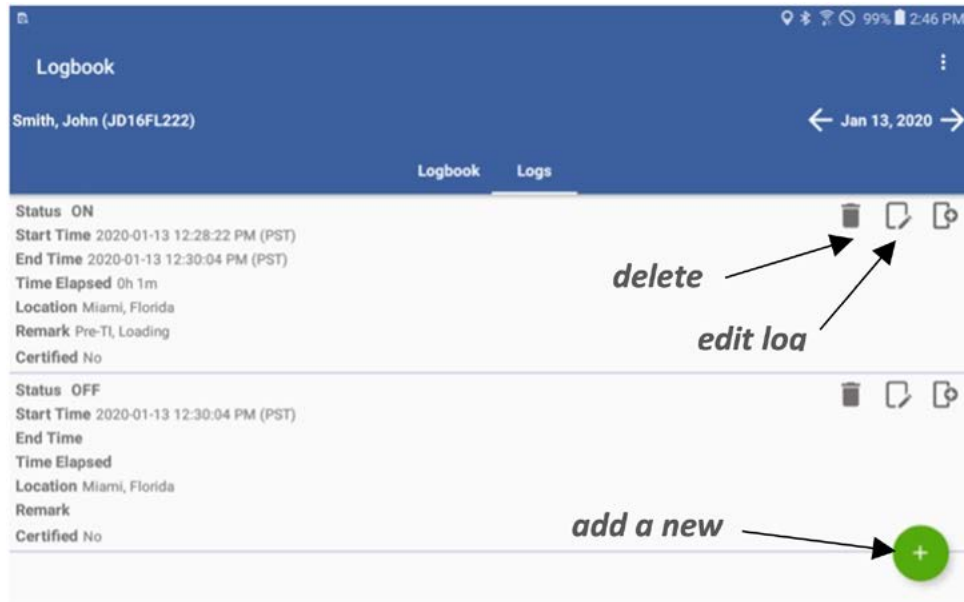 99% 2:46 PM
Logbook
Smith, John (JD16FL222)
Jan 13, 2020
Logbook Logs
Status ON
Start Time 2020-01-13 12:28:22 PM (PST)
End Time 2020-01-13 12:30:04 PM (PST)
Time Elapsed 0h 1m
Location Miami, Florida
Remark Pre-TI, Loading
Certified No
delete
edit log
Status OFF
Start Time 2020-01-13 12:30:04 PM (PST)
End Time
Time Elapsed
Location Miami, Florida
Remark
Certified No
add a new
+